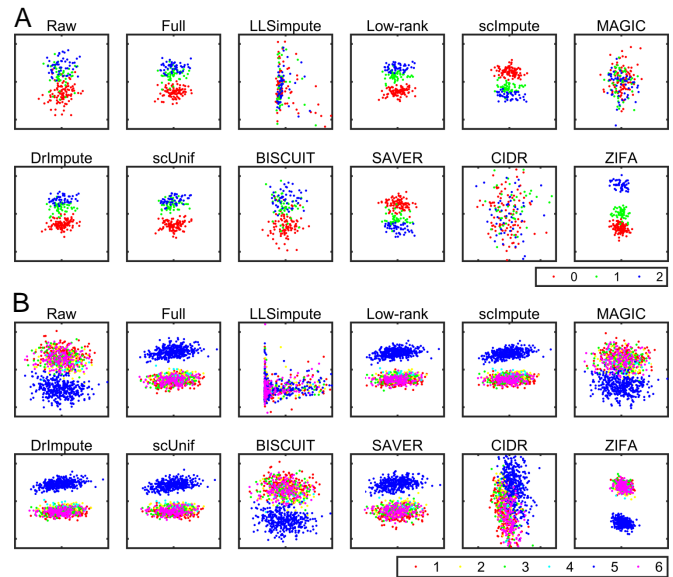 A
Raw Full LLSimpute Low-rank scImpute MAGIC
DrImpute scUnif BISCUIT SAVER CIDR ZIFA
0 1 2
B
Raw Full LLSimpute Low-rank scImpute MAGIC
DrImpute scUnif BISCUIT SAVER CIDR ZIFA
1 2 3 4 5 6